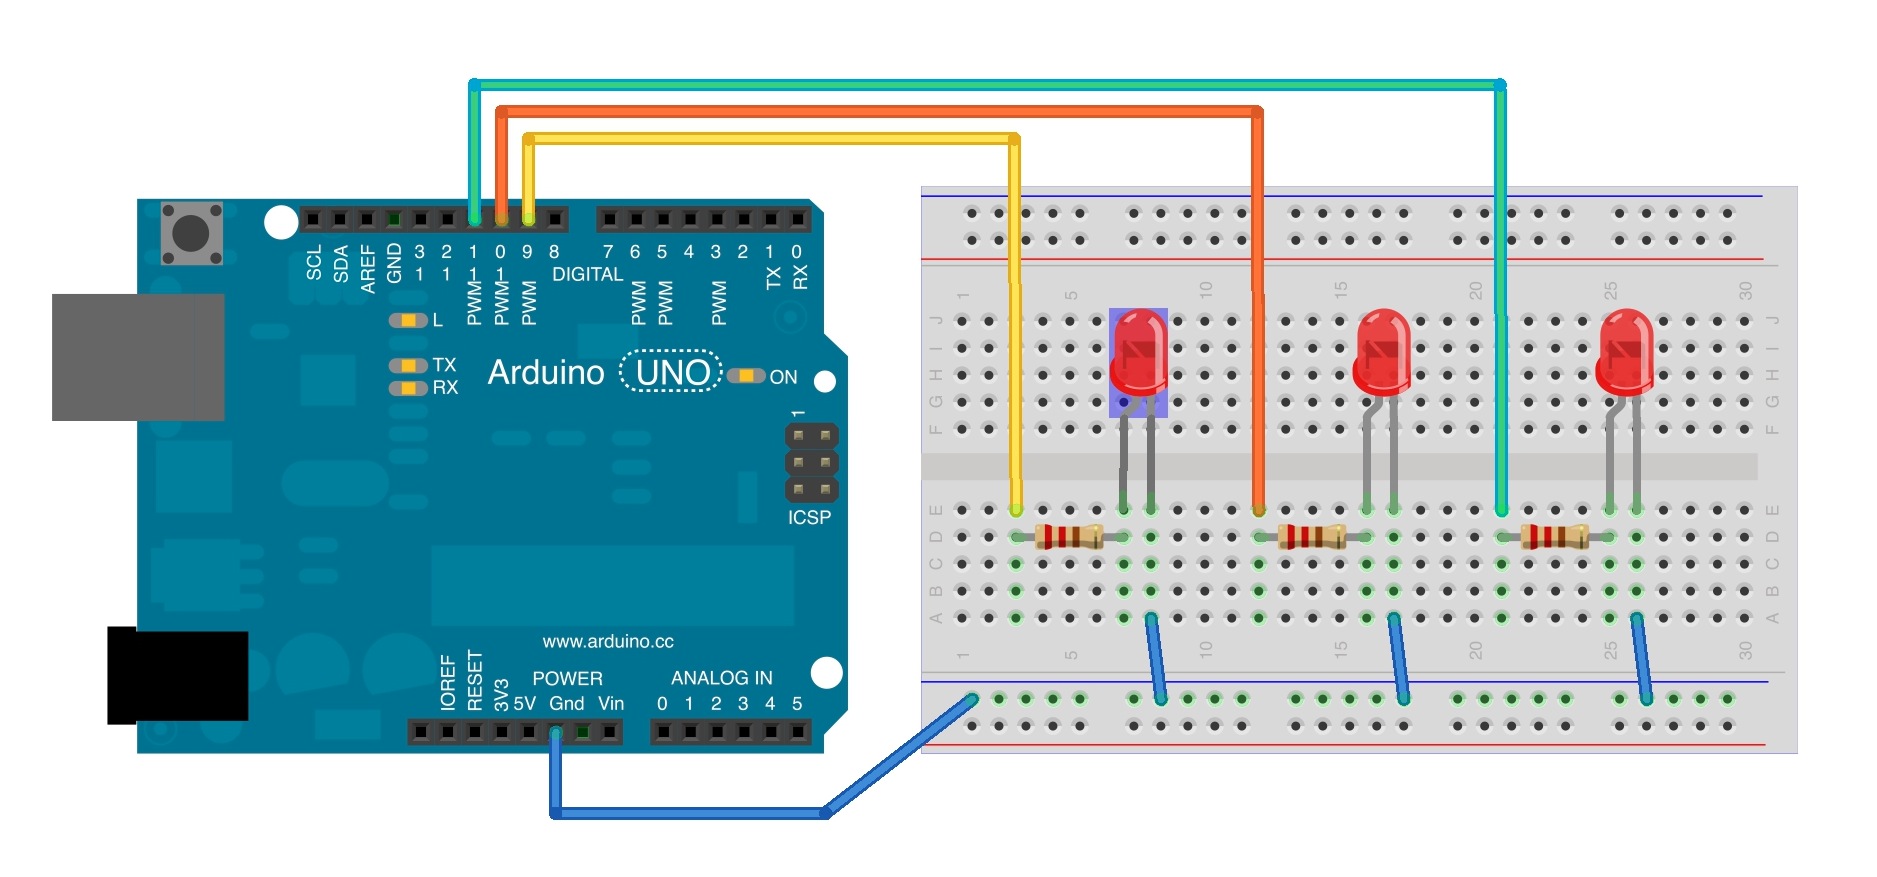 SCL SDA AREF GND 13 12 PWM-11 PWM-10 PWM 9 8
DIGITAL
7 PWM 6 PWM 5 4 PWM 3 2 TX 1 RX 0
L
TX
RX
Arduino UNO ON
1
ICSP
www.arduino.cc
POWER ANALOG IN
IOREF RESET 3V3 5V Gnd Vin 0 1 2 3 4 5
1 5 10 15 20 25 30
J J
I I
H H
G G
F F
E E
D D
C C
B B
A A
1 5 10 15 20 25 30